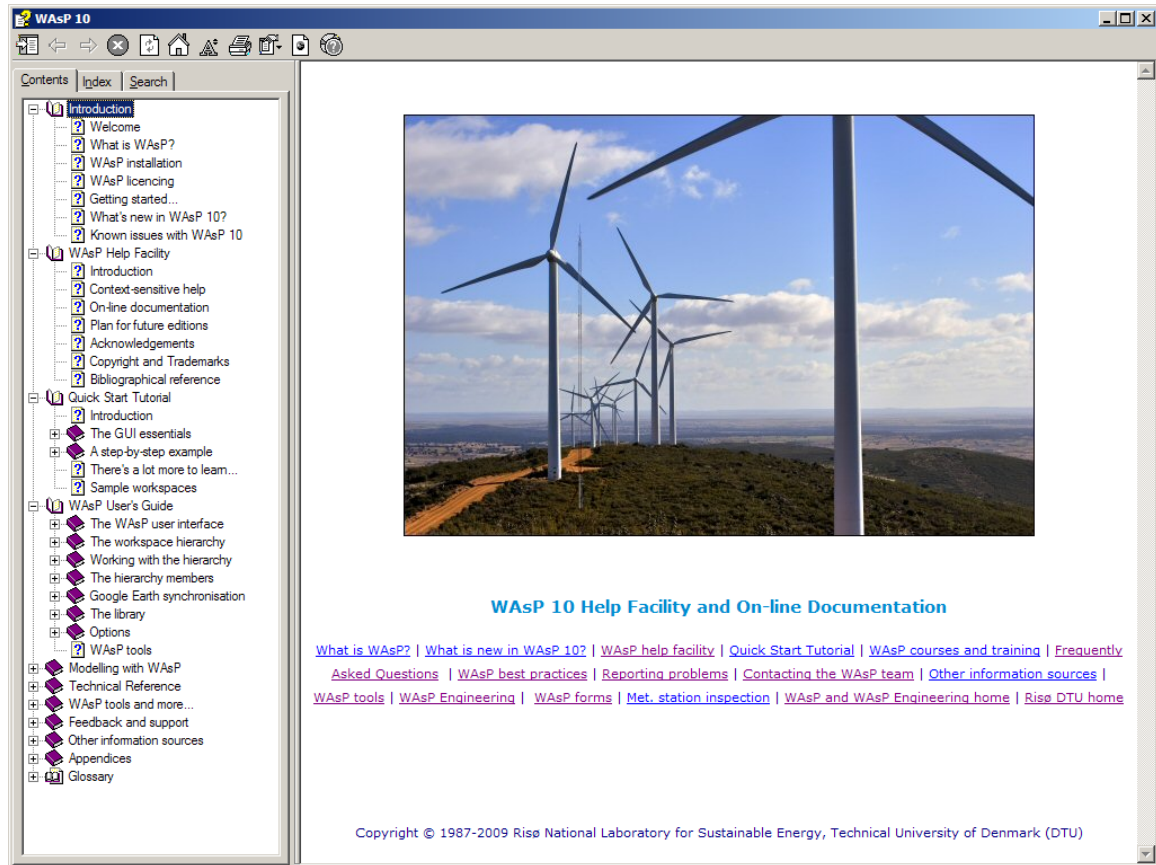 WAsP 10
Contents
Index
Search
Introduction
Welcome
What is WAsP?
WAsP installation
WAsP licencing
Getting started...
What's new in WAsP 10?
Known issues with WAsP 10
WAsP Help Facility
Introduction
Context-sensitive help
On-line documentation
Plan for future editions
Acknowledgements
Copyright and Trademarks
Bibliographical reference
Quick Start Tutorial
Introduction
The GUI essentials
A step-by-step example
There's a lot more to learn...
Sample workspaces
WAsP User's Guide
The WAsP user interface
The workspace hierarchy
Working with the hierarchy
The hierarchy members
Google Earth synchronisation
The library
Options
WAsP tools
Modelling with WAsP
Technical Reference
WAsP tools and more...
Feedback and support
Other information sources
Appendices
Glossary
WAsP 10 Help Facility and On-line Documentation
What is WAsP? | What is new in WAsP 10? | WAsP help facility | Quick Start Tutorial | WAsP courses and training | Frequently
Asked Questions | WAsP best practices | Reporting problems | Contacting the WAsP team | Other information sources |
WAsP tools | WAsP Engineering | WAsP forms | Met. station inspection | WAsP and WAsP Engineering home | Risø DTU home
Copyright © 1987-2009 Risø National Laboratory for Sustainable Energy, Technical University of Denmark (DTU)